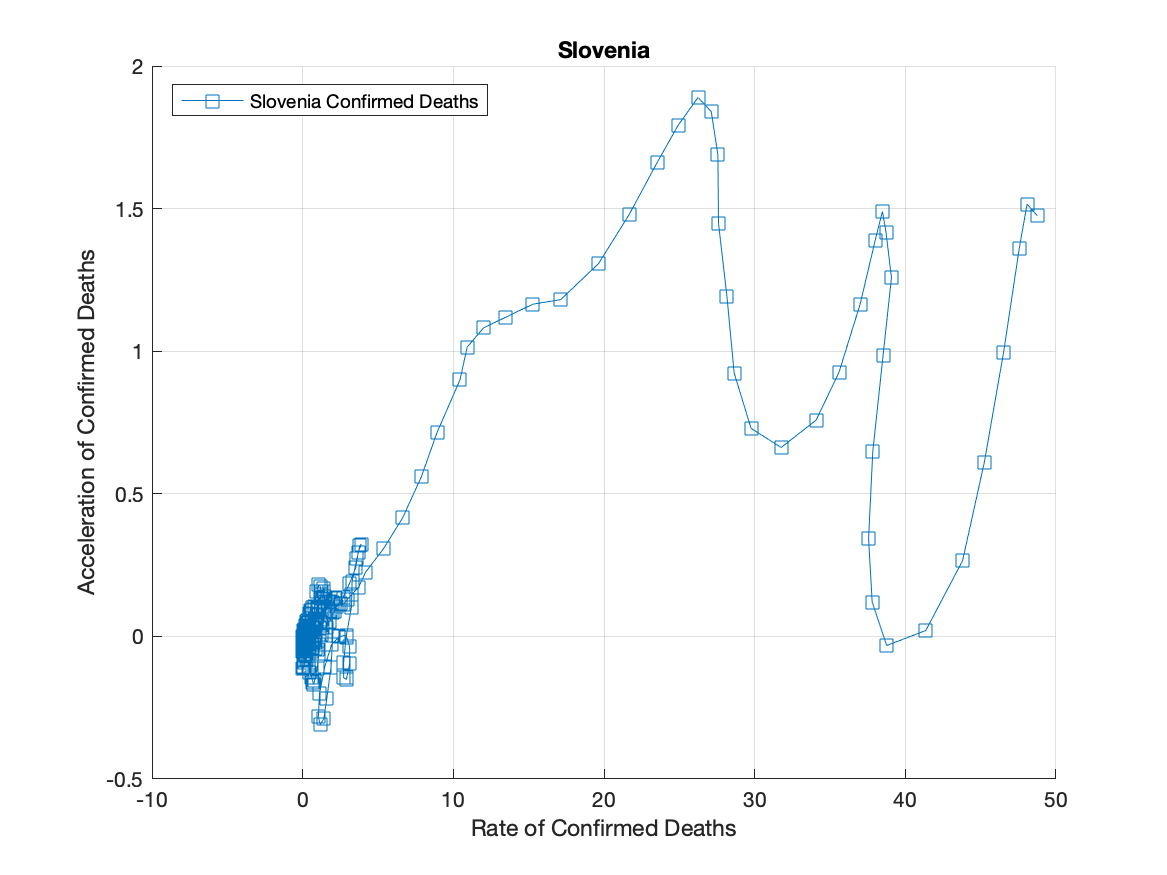 Slovenia
Slovenia Confirmed Deaths
2
1.5
1
0.5
0
-0.5
Acceleration of Confirmed Deaths
-10 0 10 20 30 40 50
Rate of Confirmed Deaths